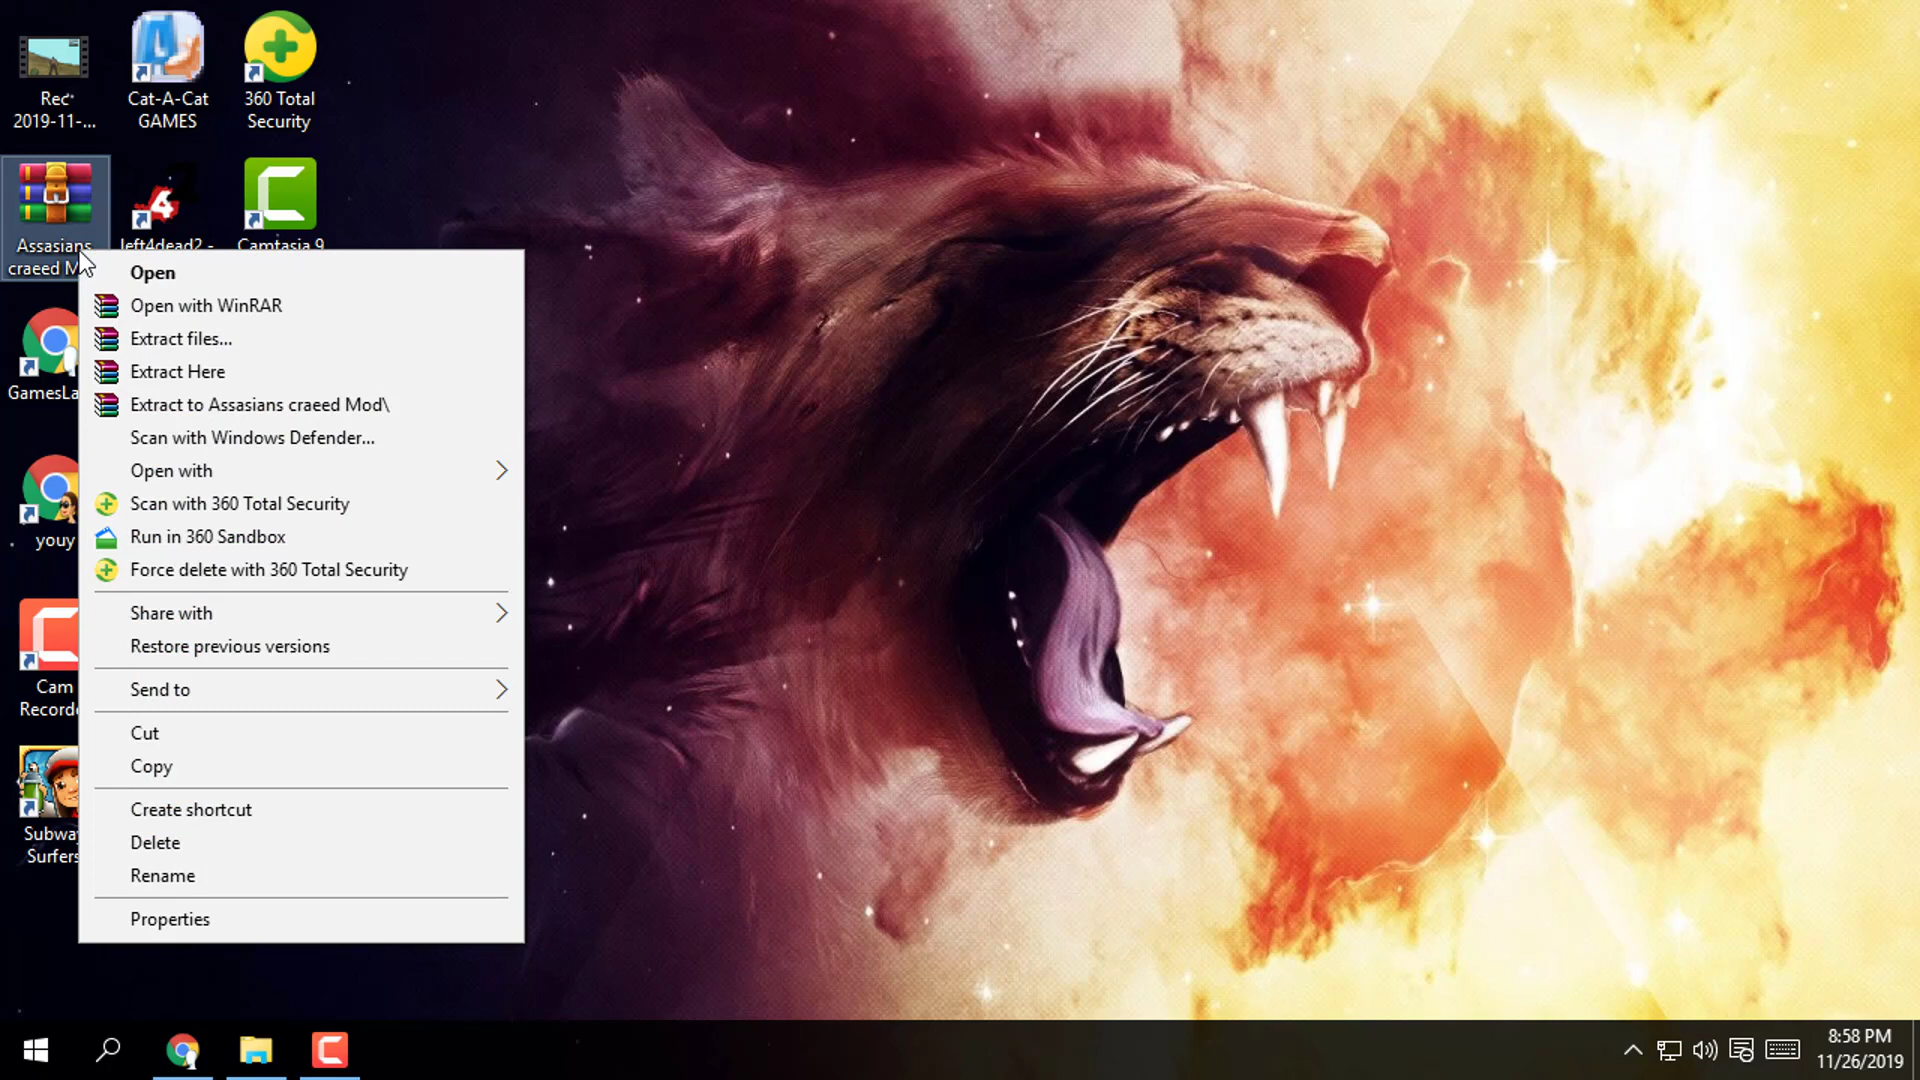 Rec
2019-11-...
Cat-A-Cat
GAMES
360 Total
Security
Assasians
craeed M
left4dead2 -
Camtasia 9
GamesLa
youy
Cam
Recorde
Subway
Surfers
Open
Open with WinRAR
Extract files...
Extract Here
Extract to Assasians craeed Mod\
Scan with Windows Defender...
Open with
Scan with 360 Total Security
Run in 360 Sandbox
Force delete with 360 Total Security
Share with
Restore previous versions
Send to
Cut
Copy
Create shortcut
Delete
Rename
Properties
8:58 PM
11/26/2019